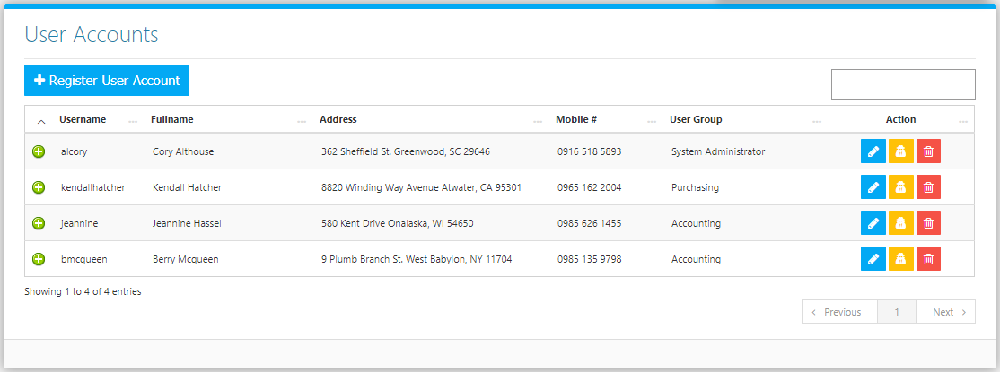 User Accounts
Register User Account
Username Fullname Address Mobile # User Group Action
alcory Cory Althouse 362 Sheffield St. Greenwood, SC 29646 0916 518 5893 System Administrator
kendallhatcher Kendall Hatcher 8820 Winding Way Avenue Atwater, CA 95301 0965 162 2004 Purchasing
jeannine Jeannine Hassel 580 Kent Drive Onalaska, WI 54650 0985 626 1455 Accounting
bmcqueen Berry Mcqueen 9 Plumb Branch St. West Babylon, NY 11704 0985 135 9798 Accounting
Showing 1 to 4 of 4 entries
Previous 1 Next